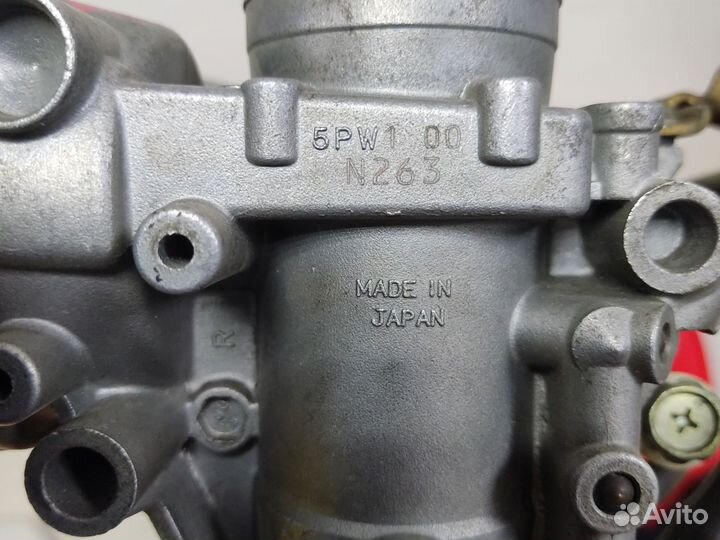 5PW1 00
N263
MADE IN
JAPAN
R
Avito